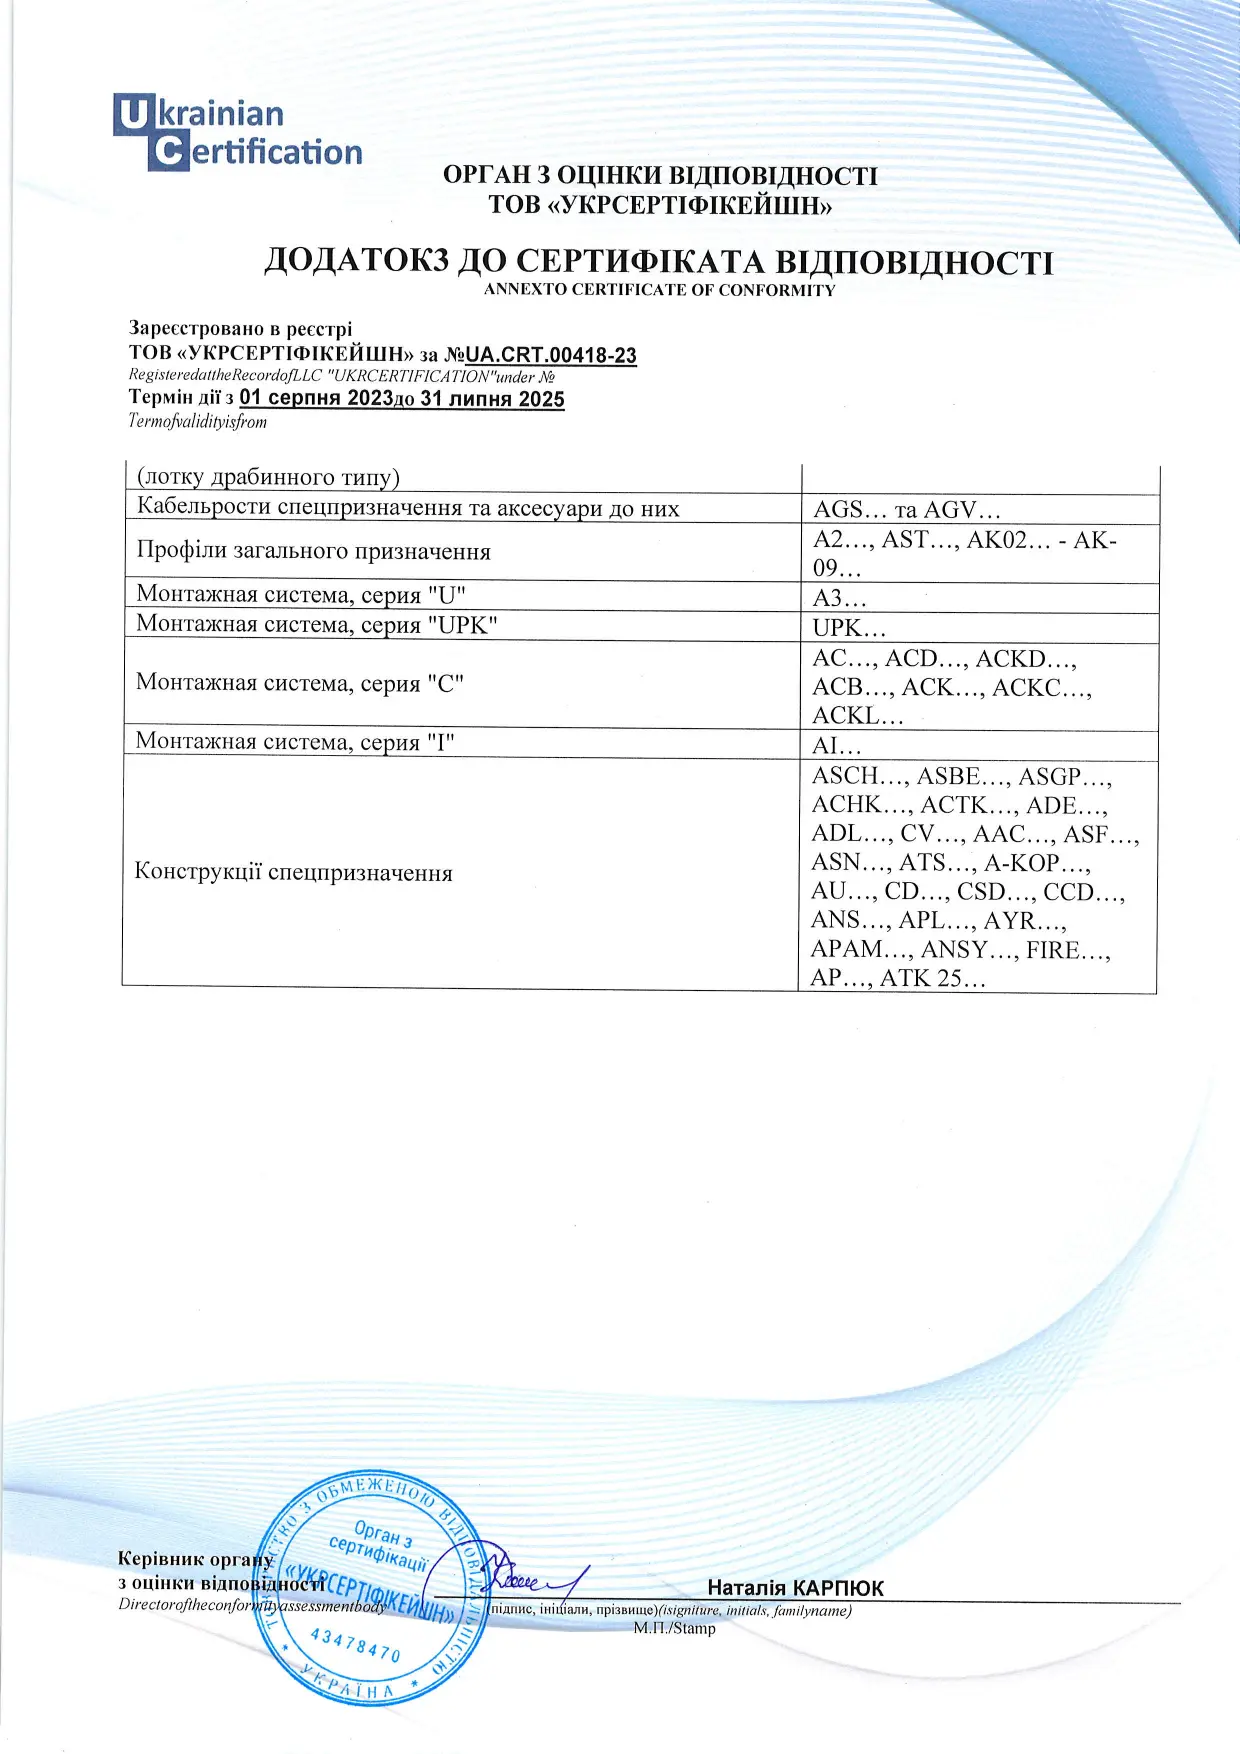 Ukrainian
Certification
ОРГАН З ОЦІНКИ ВІДПОВІДНОСТІ
ТОВ «УКРСЕРТІФІКЕЙШН»
ДОДАТОК3 ДО СЕРТИФІКАТА ВІДПОВІДНОСТІ
ANNEXTO CERTIFICATE OF CONFORMITY
Зареєстровано в реєстрі
ТОВ «УКРСЕРТІФІКЕЙШН» за №UA.CRT.00418-23
RegisteredattheRecordofLLC "UKRCERTIFICATION"under №
Термін дії з 01 серпня 2023до 31 липня 2025
Termofvalidityisfrom
(лотку драбинного типу)
Кабельрости спецпризначення та аксесуари до них
AGS… та AGV…
Профілі загального призначення
A2…, AST…, AK02… - AK-
09…
Монтажная система, серия "U"
A3…
Монтажная система, серия "UPK"
UPK…
Монтажная система, серия "C"
AC…, ACD…, ACKD…,
ACB…, ACK…, ACKC…,
ACKL…
Монтажная система, серия "I"
AI…
Конструкції спецпризначення
ASCH…, ASBE…, ASGP…,
ACHK…, ACTK…, ADE…,
ADL…, CV…, AAC…, ASF…,
ASN…, ATS…, A-KOP…,
AU…, CD…, CSD…, CCD…,
ANS…, APL…, AYR…,
APAM…, ANSY…, FIRE…,
AP…, ATK 25…
Керівник органу
з оцінки відповідності
Directoroftheconformityassessmentbody
Наталія КАРПЮК
(підпис, ініціали, прізвище)(isigniture, initials, familyname)
М.П./Stamp
ТОВАРИСТВО З ОБМЕЖЕНОЮ ВІДПОВІДАЛЬНІСТЮ
Орган з
сертифікації
«УКРСЕРТІФІКЕЙШН»
43478470
* УКРАЇНА *